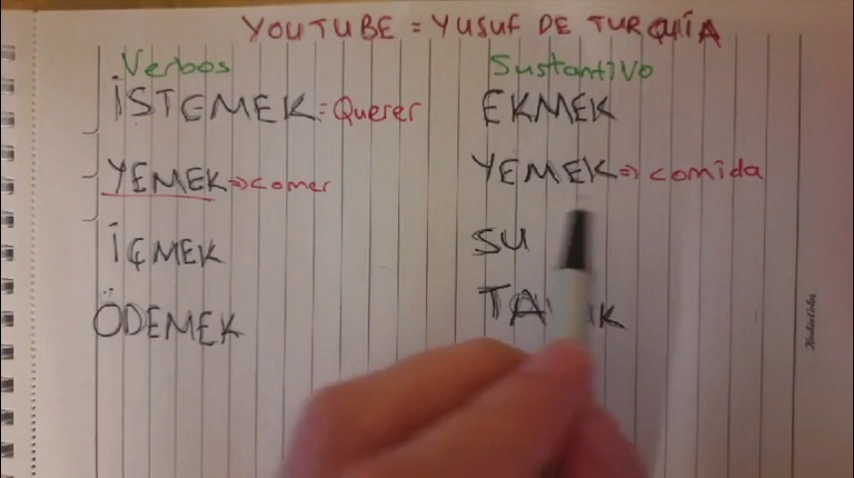 YOUTUBE = YUSUF DE TURQUÍA
Verbos Sustantivo
İSTEMEK = Querer EKMEK
YEMEK => comer YEMEK => comida
İÇMEK SU
ÖDEMEK